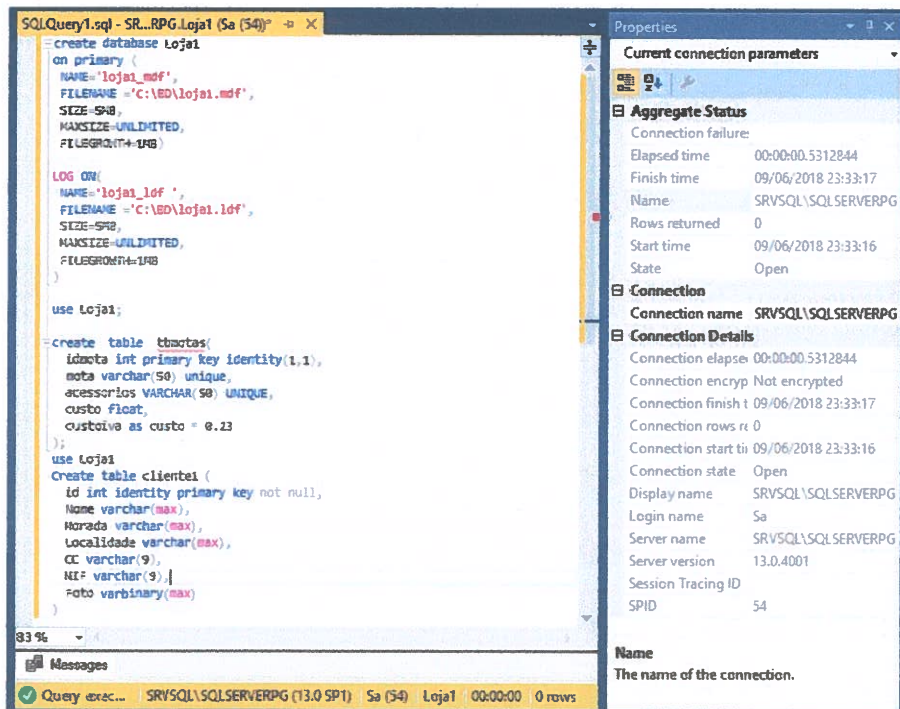 SQLQuery1.sql - SR...RPG.Loja1 (Sa (54))*
create database Loja1
on primary (
NAME='loja1_mdf',
FILENAME ='C:\BD\loja1.mdf',
SIZE=5MB,
MAXSIZE=UNLIMITED,
FILEGROWTH=1MB)
LOG ON(
NAME='loja1_ldf ',
FILENAME ='C:\BD\loja1.ldf',
SIZE=5MB,
MAXSIZE=UNLIMITED,
FILEGROWTH=1MB
)
use Loja1;
create table tbmotas(
idmota int primary key identity(1,1),
mota varchar(50) unique,
acessorios VARCHAR(50) UNIQUE,
custo float,
custoiva as custo * 0.23
);
use Loja1
Create table cliente1 (
id int identity primary key not null,
Nome varchar(max),
Morada varchar(max),
Localidade varchar(max),
CC varchar(9),
NIF varchar(9),
Foto varbinary(max)
)
83 %
Messages
Query exec... SRVSQL\SQLSERVERPG (13.0 SP1) Sa (54) Loja1 00:00:00 0 rows
Properties
Current connection parameters
Aggregate Status
Connection failure:
Elapsed time 00:00:00.5312844
Finish time 09/06/2018 23:33:17
Name SRVSQL\SQLSERVERPG
Rows returned 0
Start time 09/06/2018 23:33:16
State Open
Connection
Connection name SRVSQL\SQLSERVERPG
Connection Details
Connection elapse 00:00:00.5312844
Connection encryp Not encrypted
Connection finish t 09/06/2018 23:33:17
Connection rows re 0
Connection start tii 09/06/2018 23:33:16
Connection state Open
Display name SRVSQL\SQLSERVERPG
Login name Sa
Server name SRVSQL\SQLSERVERPG
Server version 13.0.4001
Session Tracing ID
SPID 54
Name
The name of the connection.